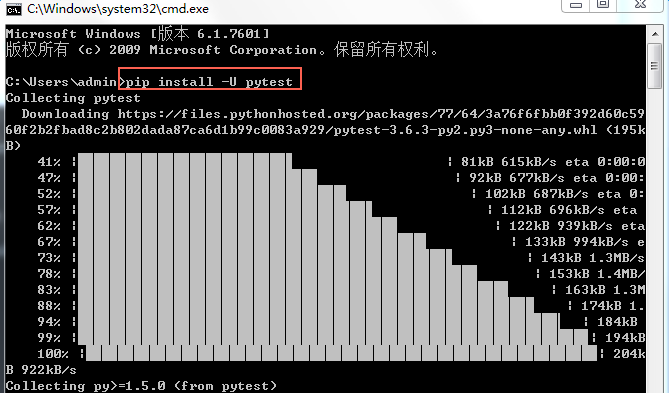 C:\Windows\system32\cmd.exe
Microsoft Windows [版本 6.1.7601]
版权所有 (c) 2009 Microsoft Corporation。保留所有权利。
C:\Users\admin>pip install -U pytest
Collecting pytest
Downloading https://files.pythonhosted.org/packages/77/64/3a76f6fbb0f392d60c59
60f2b2fbad8c2b802dada87ca6d1b99c0083a929/pytest-3.6.3-py2.py3-none-any.whl (195k
B)
41% | | 81kB 615kB/s eta 0:00:0
47% | | 92kB 677kB/s eta 0:00:
52% | | 102kB 687kB/s eta 0:
57% | | 112kB 696kB/s eta
62% | | 122kB 939kB/s eta
67% | | 133kB 994kB/s e
73% | | 143kB 1.3MB/s
78% | | 153kB 1.4MB/
83% | | 163kB 1.3M
88% | | 174kB 1.
94% | | 184kB
99% | | 194kB
100% | | 204k
B 922kB/s
Collecting py>=1.5.0 (from pytest)